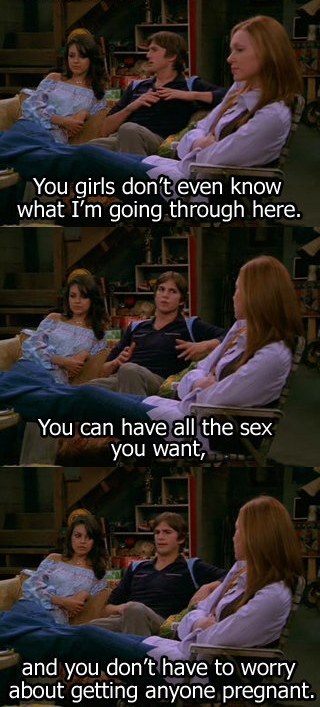 You girls don't even know
what I'm going through here.
You can have all the sex
you want,
and you don't have to worry
about getting anyone pregnant.